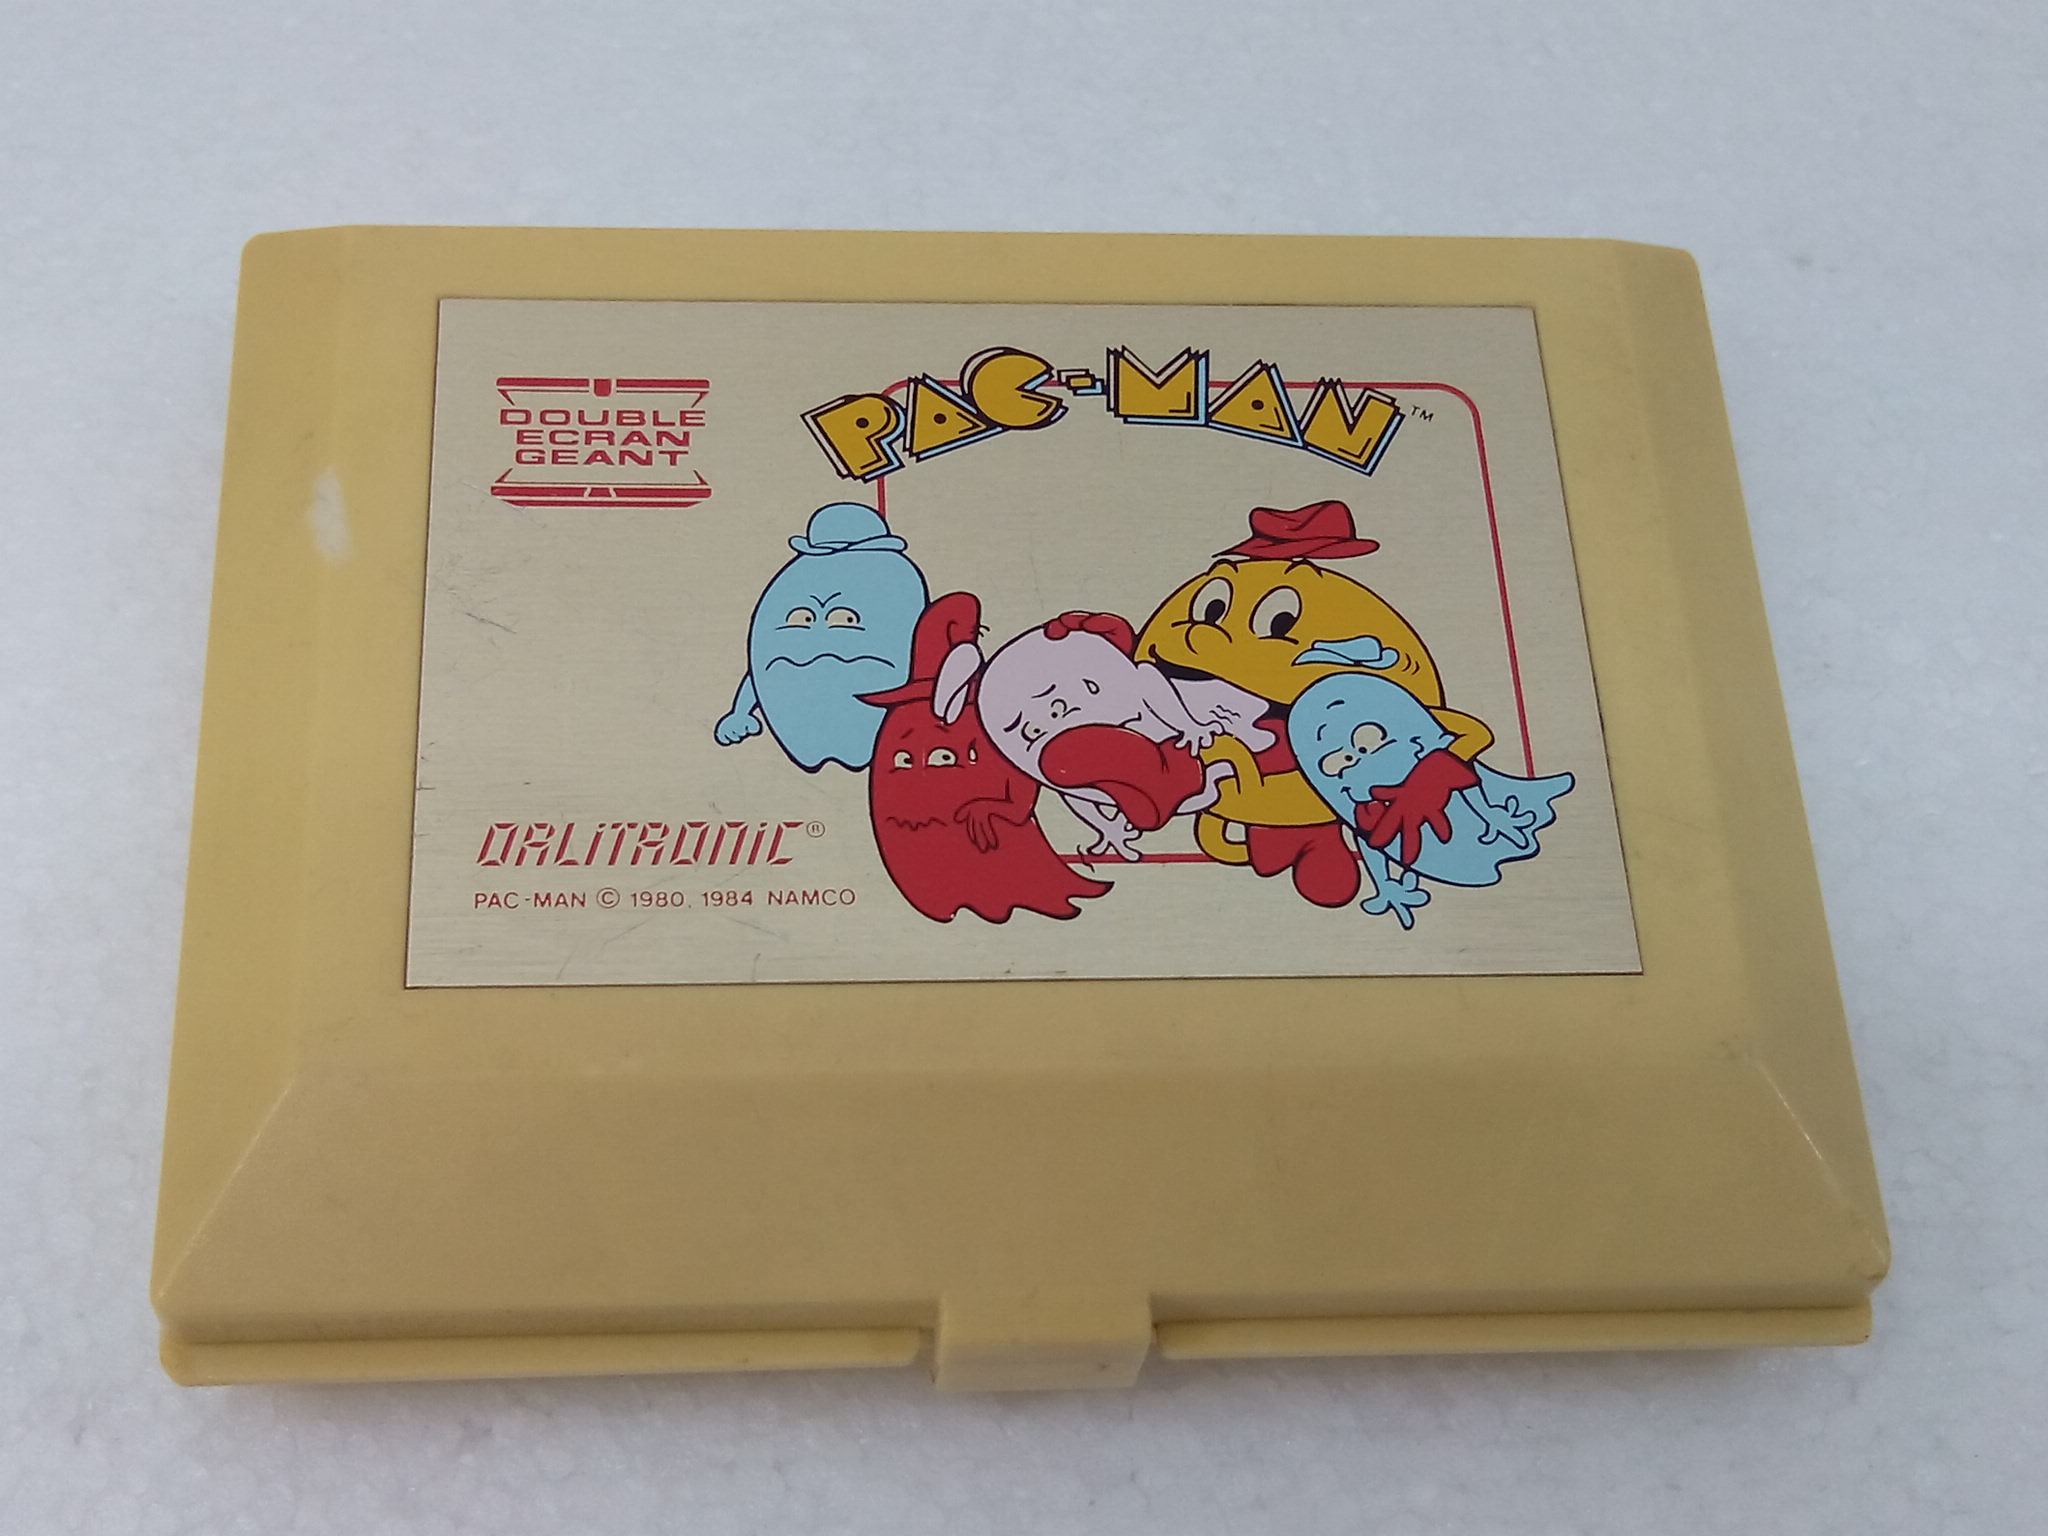 PAC-MAN™
DOUBLE
ECRAN
GEANT
ORLiTRONiC®
PAC-MAN © 1980, 1984 NAMCO